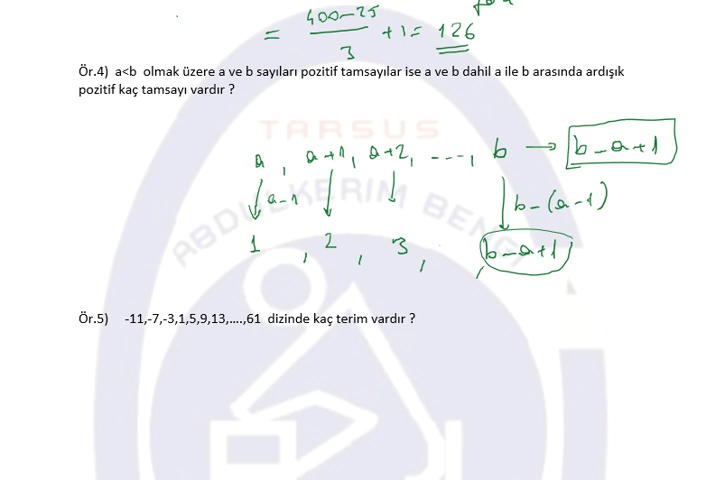 = 400-25 / 3 + 1 = 126
Ör.4) a<b olmak üzere a ve b sayıları pozitif tamsayılar ise a ve b dahil a ile b arasında ardışık
pozitif kaç tamsayı vardır ?
TARSUS
a, a+1, a+2, ----, b → b-a+1
a-1 b-(a-1)
ABDULKERIM BENGİ
1, 2, 3, , b-a+1
Ör.5) -11,-7,-3,1,5,9,13,....,61 dizinde kaç terim vardır ?